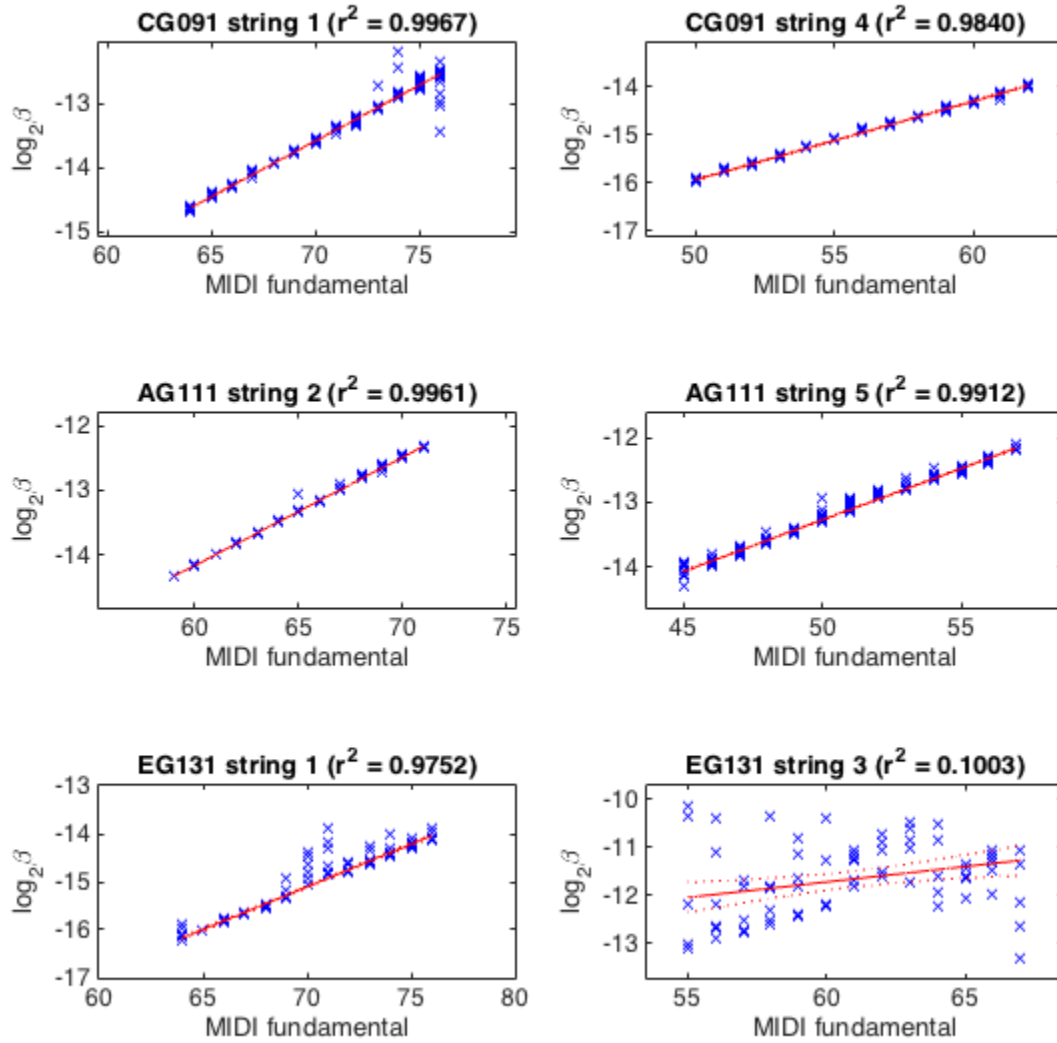 CG091 string 1 (r² = 0.9967)
log₂β
-13
-14
-15
60 65 70 75
MIDI fundamental
CG091 string 4 (r² = 0.9840)
log₂β
-14
-15
-16
-17
50 55 60
MIDI fundamental
AG111 string 2 (r² = 0.9961)
log₂β
-12
-13
-14
60 65 70 75
MIDI fundamental
AG111 string 5 (r² = 0.9912)
log₂β
-12
-13
-14
45 50 55
MIDI fundamental
EG131 string 1 (r² = 0.9752)
log₂β
-13
-14
-15
-16
-17
60 65 70 75 80
MIDI fundamental
EG131 string 3 (r² = 0.1003)
log₂β
-10
-11
-12
-13
55 60 65
MIDI fundamental